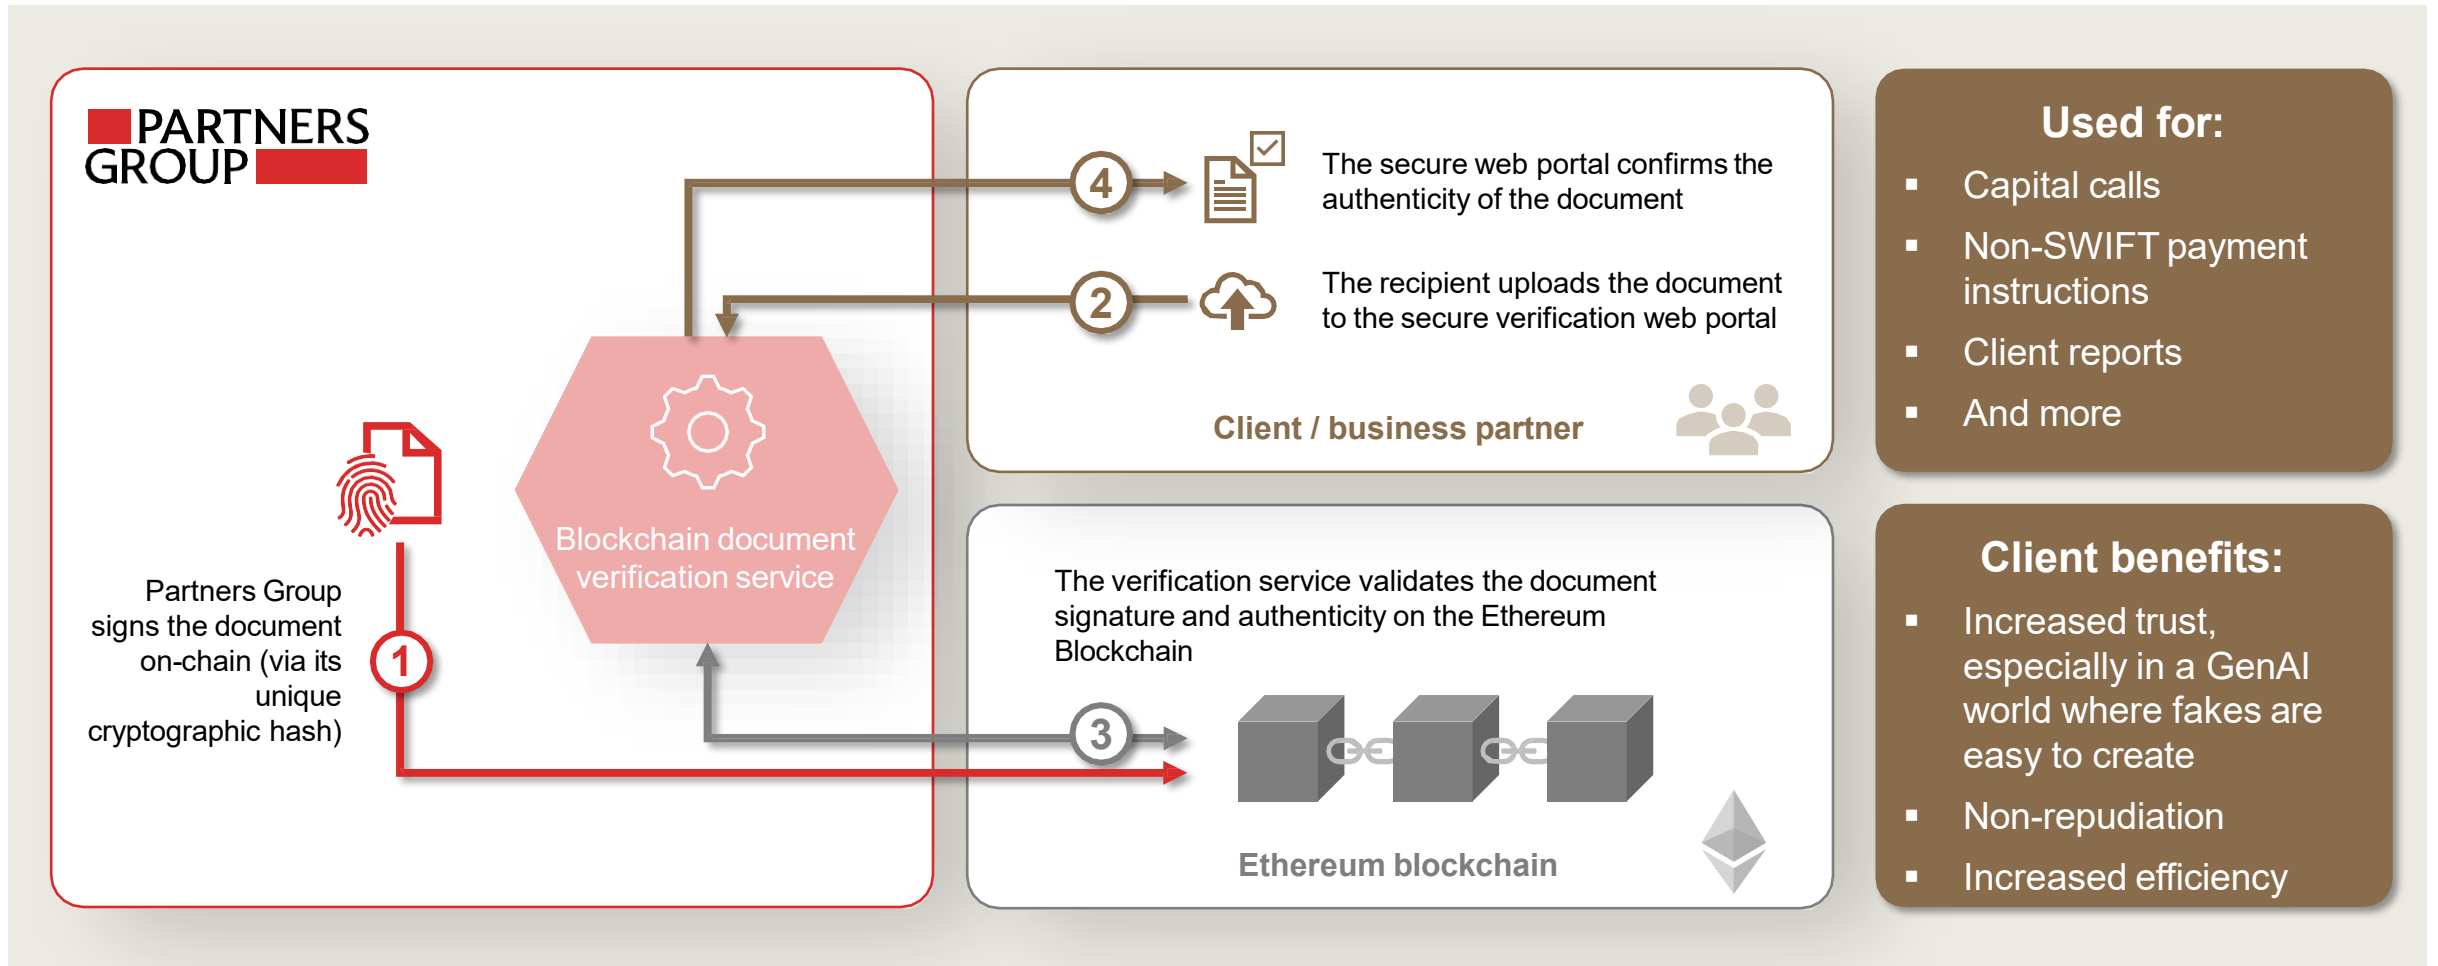 PARTNERS
GROUP
Partners Group
signs the document
on-chain (via its
unique
cryptographic hash)
1
Blockchain document
verification service
4
The secure web portal confirms the
authenticity of the document
2
The recipient uploads the document
to the secure verification web portal
Client / business partner
The verification service validates the document
signature and authenticity on the Ethereum
Blockchain
3
Ethereum blockchain
Used for:
▪ Capital calls
▪ Non-SWIFT payment
instructions
▪ Client reports
▪ And more
Client benefits:
▪ Increased trust,
especially in a GenAI
world where fakes are
easy to create
▪ Non-repudiation
▪ Increased efficiency